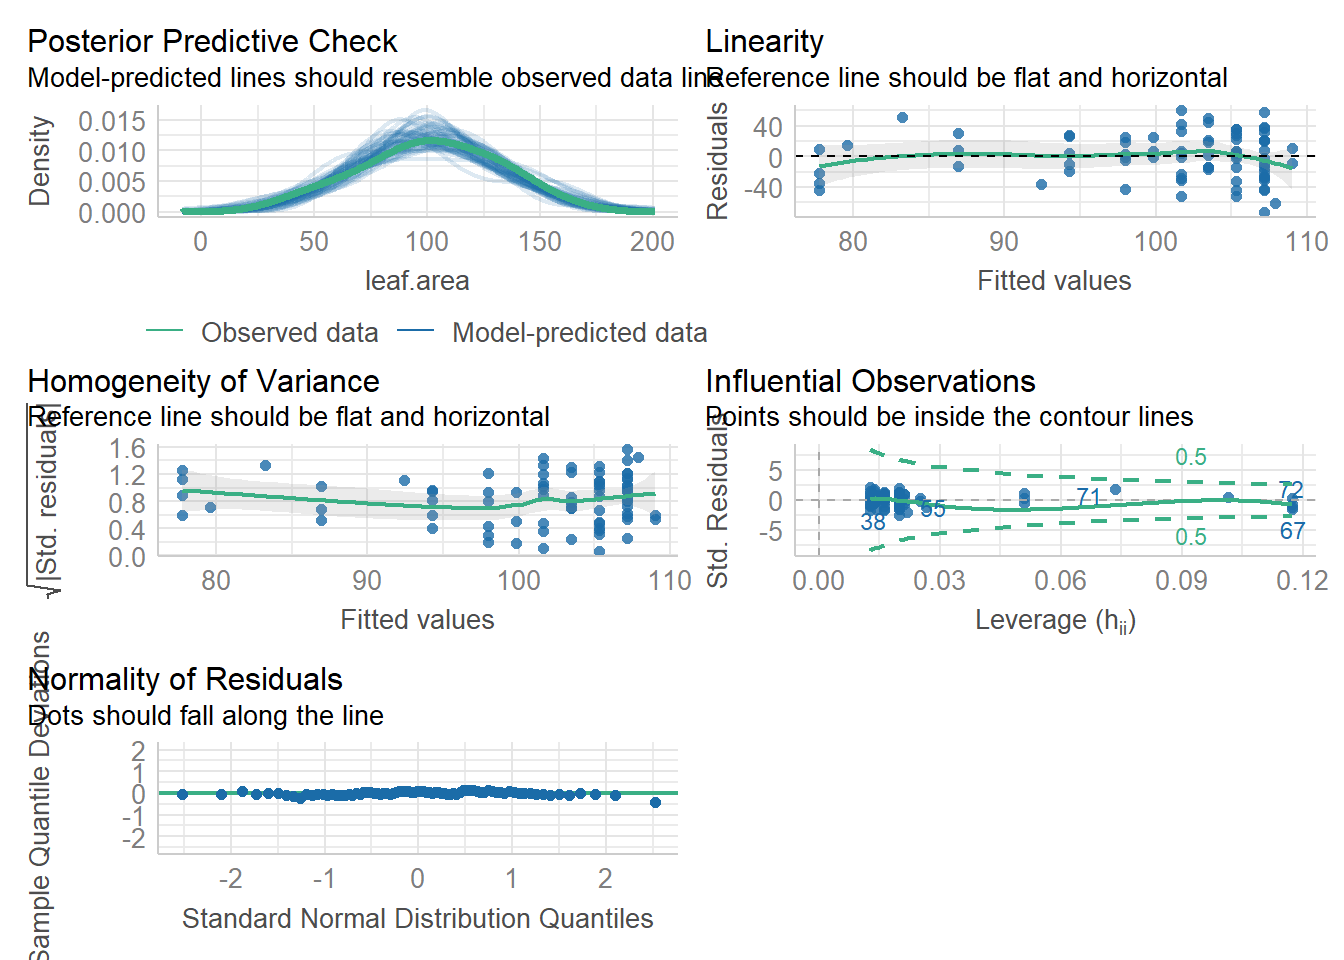 Posterior Predictive Check
Model-predicted lines should resemble observed data line
Density
0.015
0.010
0.005
0.000
0 50 100 150 200
leaf.area
Observed data Model-predicted data
Linearity
Reference line should be flat and horizontal
Residuals
40
0
-40
80 90 100 110
Fitted values
Homogeneity of Variance
Reference line should be flat and horizontal
√|Std. residuals|
1.6
1.2
0.8
0.4
0.0
80 90 100 110
Fitted values
Influential Observations
Points should be inside the contour lines
Std. Residuals
5
0
-5
0.5
0.5
38
55
71
72
67
0.00 0.03 0.06 0.09 0.12
Leverage (hii)
Normality of Residuals
Dots should fall along the line
Sample Quantile Deviations
2
1
0
-1
-2
-2 -1 0 1 2
Standard Normal Distribution Quantiles